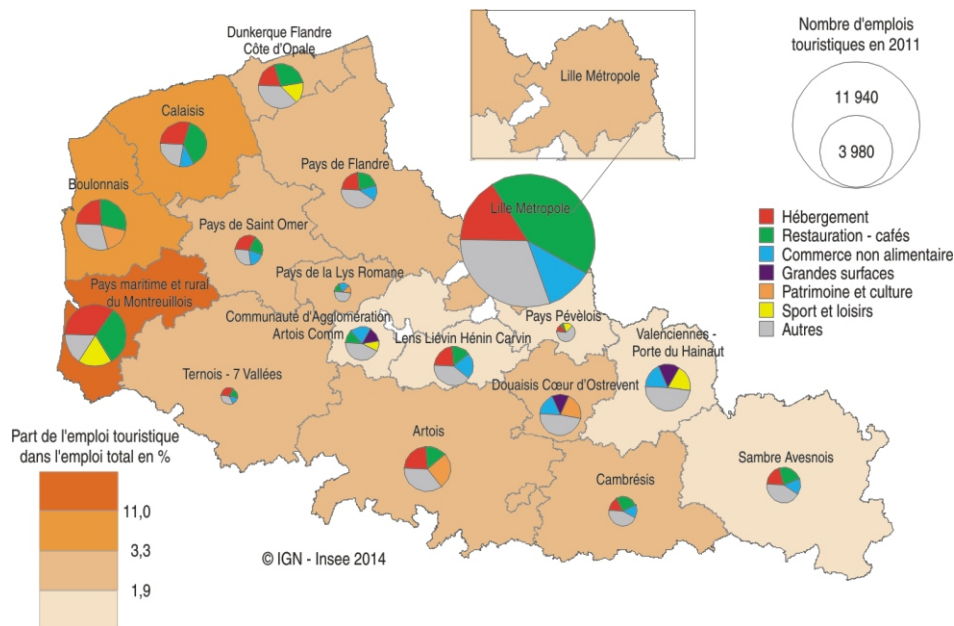 Dunkerque Flandre
Côte d'Opale
Lille Métropole
Nombre d'emplois
touristiques en 2011
11 940
3 980
Calaisis
Pays de Flandre
Boulonnais
Lille Métropole
Pays de Saint Omer
Hébergement
Restauration - cafés
Commerce non alimentaire
Grandes surfaces
Patrimoine et culture
Sport et loisirs
Autres
Pays de la Lys Romane
Pays maritime et rural
du Montreuillois
Communauté d'Agglomération
Artois Comm
Lens Liévin Hénin Carvin
Pays Pévèlois
Valenciennes -
Porte du Hainaut
Ternois - 7 Vallées
Douaisis Cœur d'Ostrevent
Artois
Cambrésis
Sambre Avesnois
Part de l'emploi touristique
dans l'emploi total en %
11,0
3,3
1,9
© IGN - Insee 2014